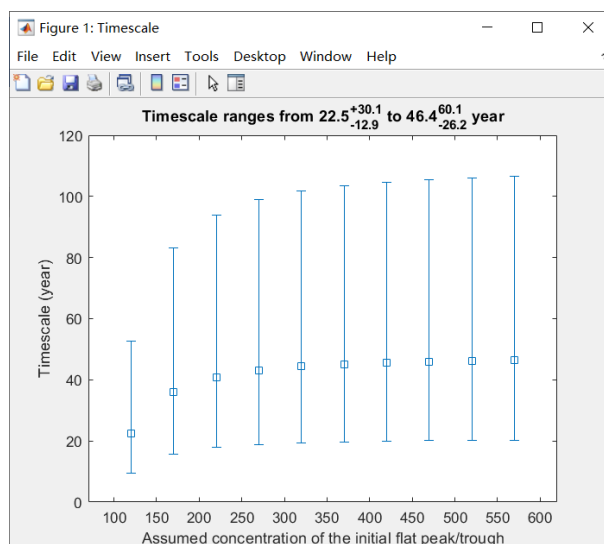 Figure 1: Timescale
File Edit View Insert Tools Desktop Window Help
Timescale ranges from 22.5+30.1-12.9 to 46.460.1-26.2 year
120
100
80
60
40
20
0
Timescale (year)
100 150 200 250 300 350 400 450 500 550 600
Assumed concentration of the initial flat peak/trough